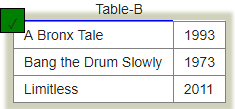 Table-B
A Bronx Tale 1993
Bang the Drum Slowly 1973
Limitless 2011